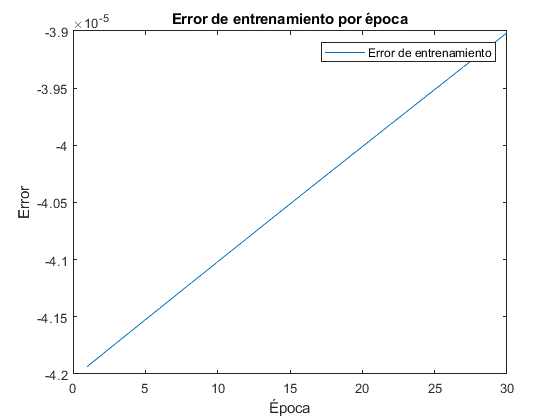 Error de entrenamiento por época
×10^-5
Error de entrenamiento
-3.9
-3.95
-4
-4.05
-4.1
-4.15
-4.2
Error
0 5 10 15 20 25 30
Época